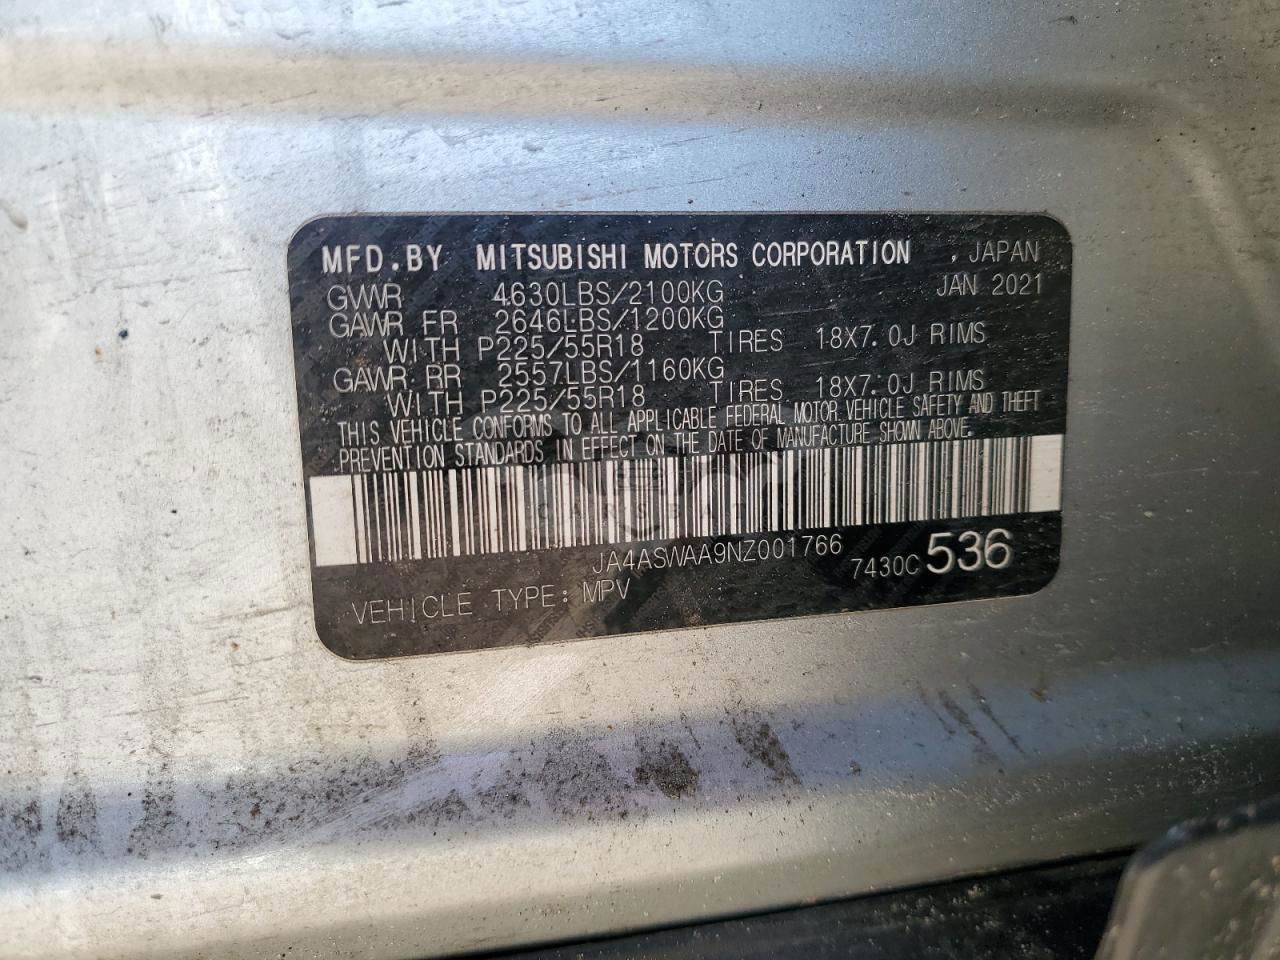 MFD. BY MITSUBISHI MOTORS CORPORATION , JAPAN
GVWR 4630LBS/2100KG JAN 2021
GAWR FR 2646LBS/1200KG
WITH P225/55R18 TIRES 18X7.0J RIMS
GAWR RR 2557LBS/1160KG
WITH P225/55R18 TIRES 18X7.0J RIMS
THIS VEHICLE CONFORMS TO ALL APPLICABLE FEDERAL MOTOR VEHICLE SAFETY AND THEFT
PREVENTION STANDARDS IN EFFECT ON THE DATE OF MANUFACTURE SHOWN ABOVE.
JA4ASWAA9NZ001766
7430C 536
VEHICLE TYPE: MPV